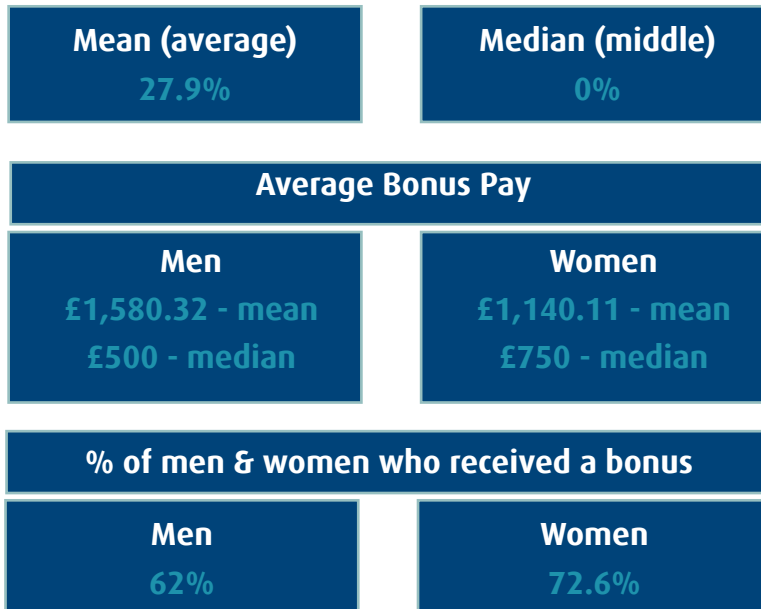 Mean (average)
27.9%
Median (middle)
0%
Average Bonus Pay
Men
£1,580.32 - mean
£500 - median
Women
£1,140.11 - mean
£750 - median
% of men & women who received a bonus
Men
62%
Women
72.6%